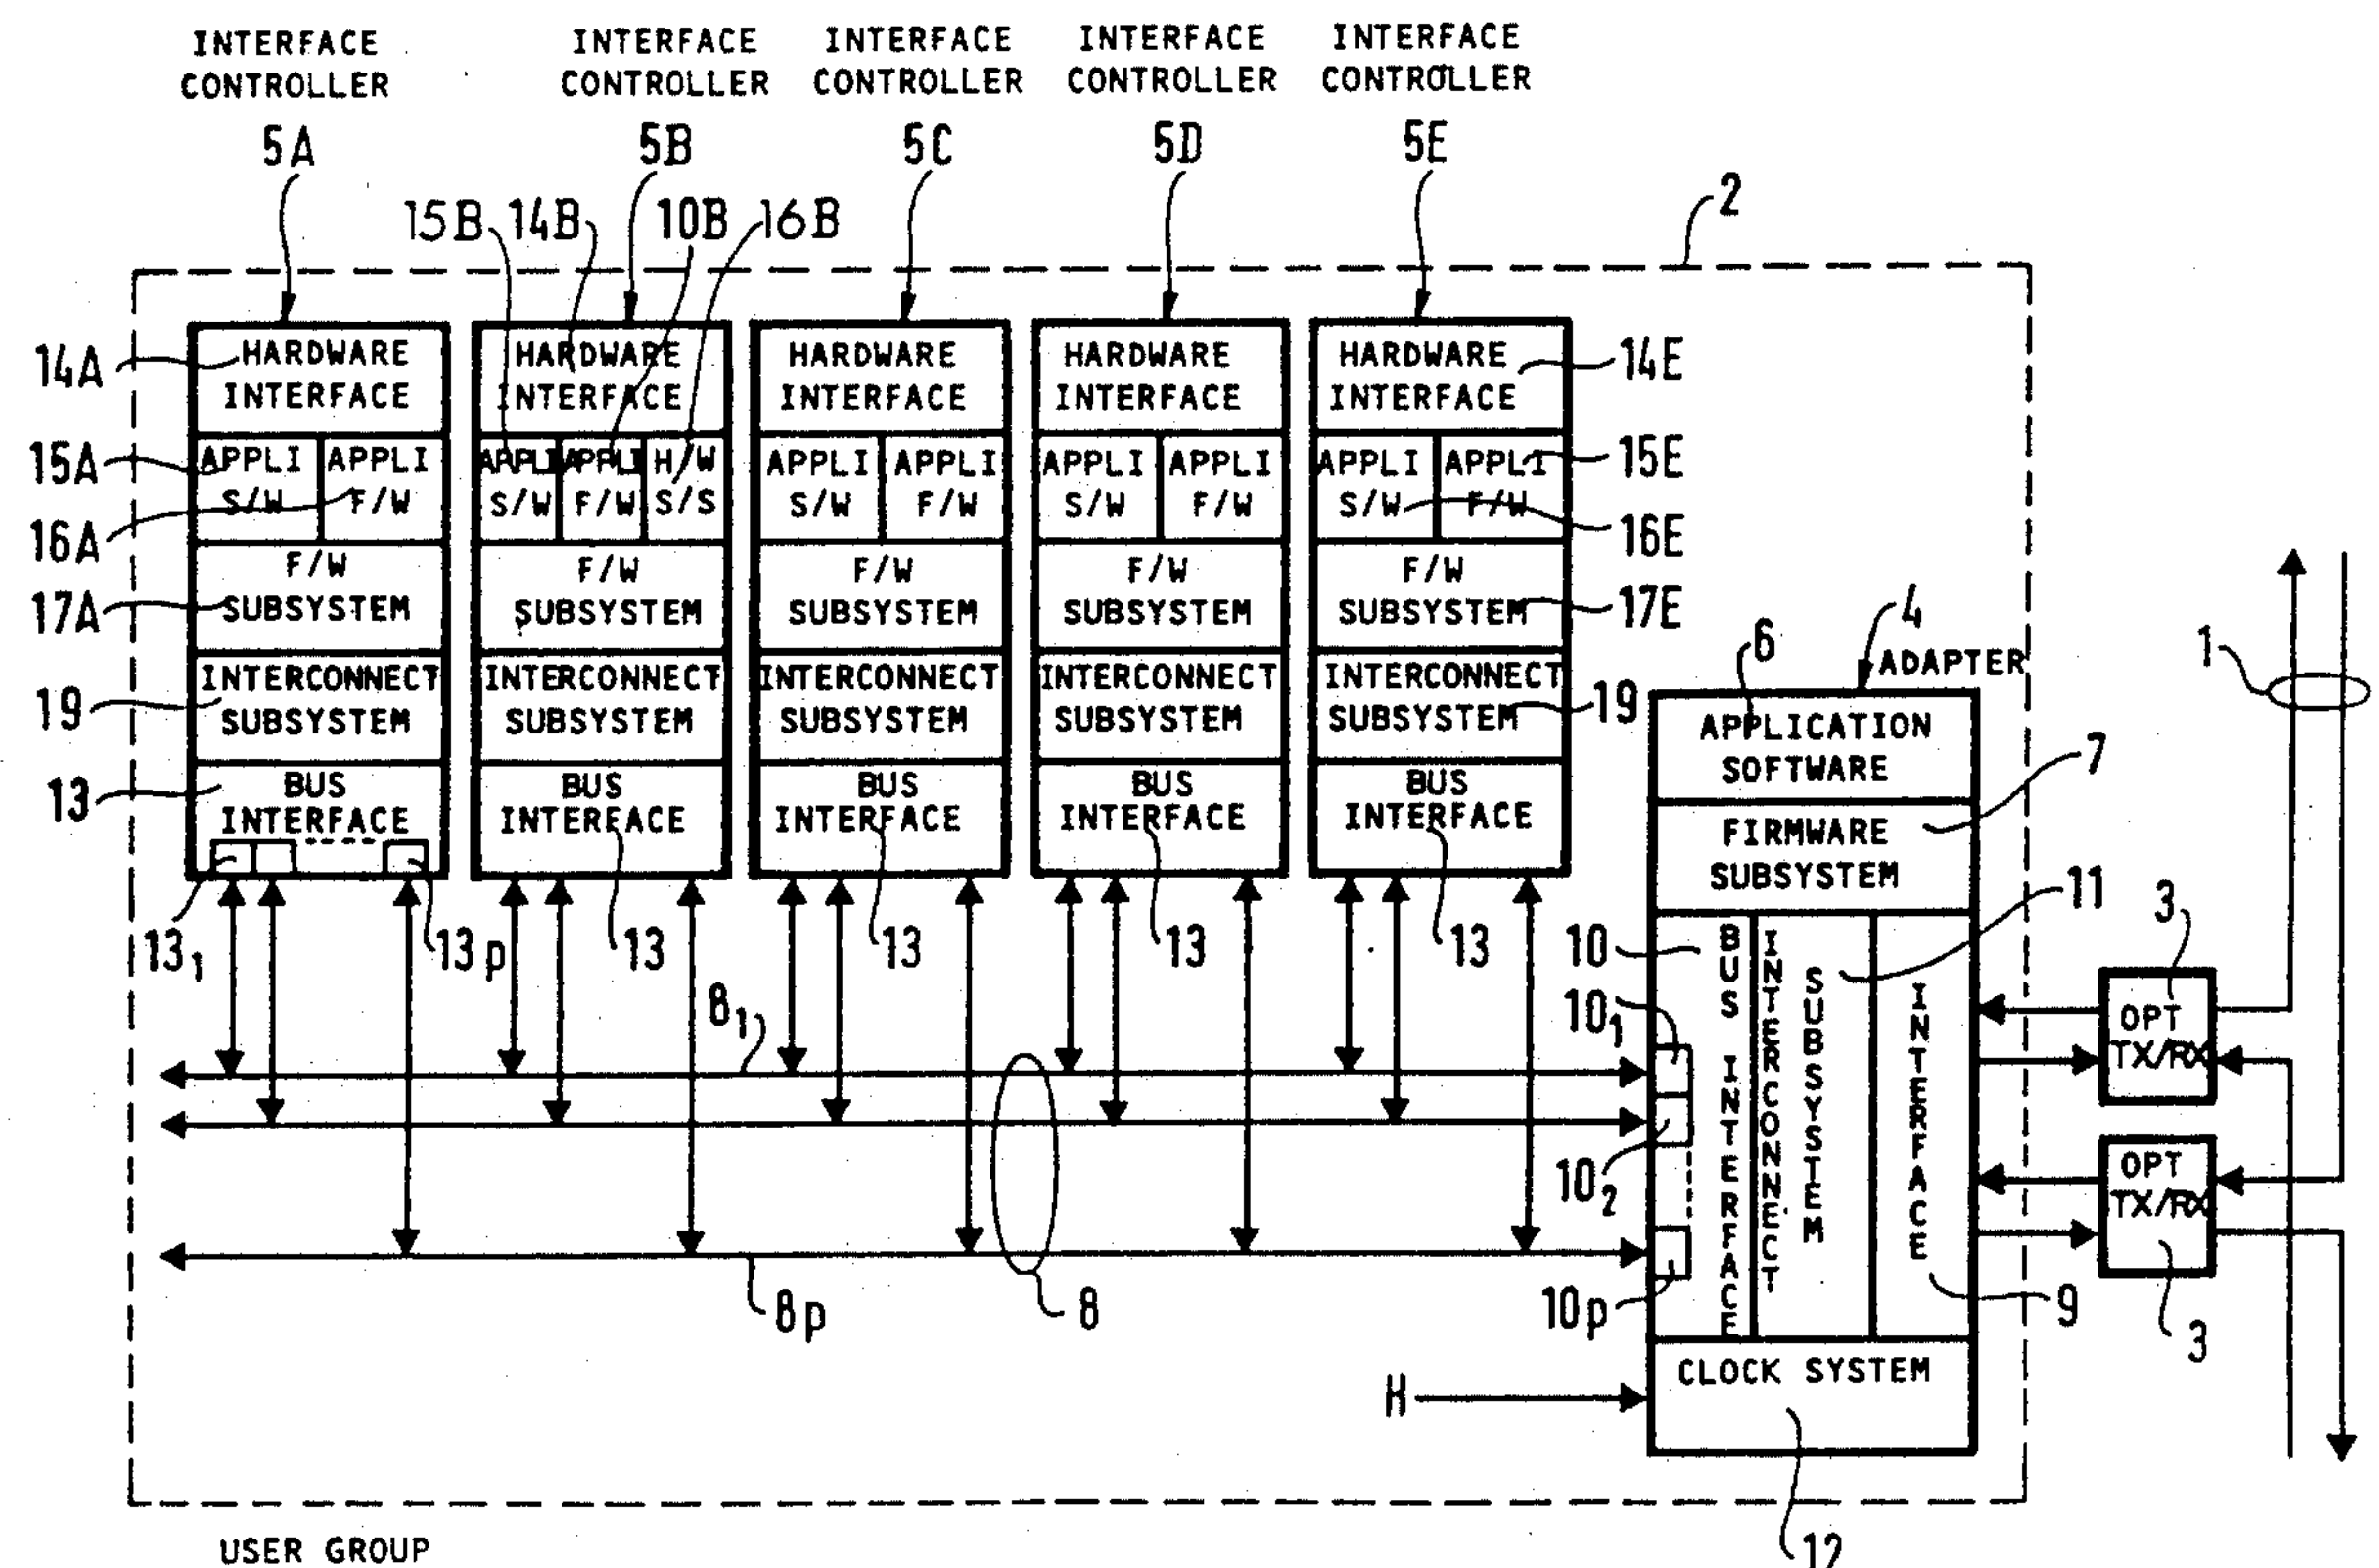 INTERFACE CONTROLLER
5A
INTERFACE CONTROLLER
5B
INTERFACE CONTROLLER
5C
INTERFACE CONTROLLER
5D
INTERFACE CONTROLLER
5E
15B 14B 10B 16B
2
14A
HARDWARE
INTERFACE
15A
APPLI
S/W
APPLI
F/W
16A
F/W
SUBSYSTEM
17A
INTERCONNECT
SUBSYSTEM
19
BUS
INTERFACE
13
13₁
13p
HARDWARE
INTERFACE
APPLI
S/W
APPLI
F/W
H/W
S/S
F/W
SUBSYSTEM
INTERCONNECT
SUBSYSTEM
BUS
INTERFACE
13
HARDWARE
INTERFACE
APPLI
S/W
APPLI
F/W
F/W
SUBSYSTEM
INTERCONNECT
SUBSYSTEM
BUS
INTERFACE
13
HARDWARE
INTERFACE
APPLI
S/W
APPLI
F/W
F/W
SUBSYSTEM
INTERCONNECT
SUBSYSTEM
BUS
INTERFACE
13
HARDWARE
INTERFACE
14E
APPLI
S/W
APPLI
F/W
15E
16E
F/W
SUBSYSTEM
17E
INTERCONNECT
SUBSYSTEM
19
BUS
INTERFACE
13
8₁
8p
8
6
4
ADAPTER
APPLICATION
SOFTWARE
7
FIRMWARE
SUBSYSTEM
11
10
10₁
10₂
10p
BUS INTERFACE
INTERCONNECT
SUBSYSTEM
INTERFACE
9
H
CLOCK SYSTEM
12
1
3
OPT
TX/RX
OPT
TX/RX
3
USER GROUP